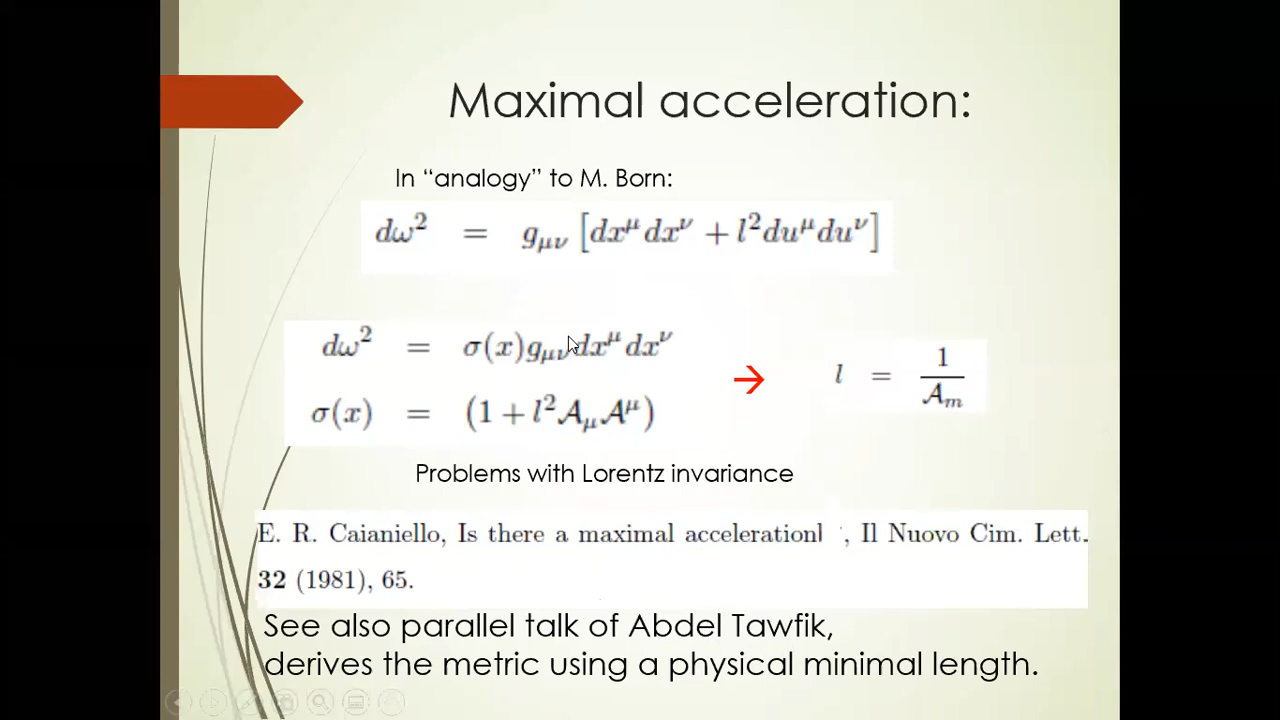 Maximal acceleration:
In “analogy” to M. Born:
dω² = g_μν [dx^μ dx^ν + l² du^μ du^ν]
dω² = σ(x)g_μν dx^μ dx^ν
σ(x) = (1 + l² A_μ A^μ)
→ l = 1/A_m
Problems with Lorentz invariance
E. R. Caianiello, Is there a maximal accelerationl ', Il Nuovo Cim. Lett.
32 (1981), 65.
See also parallel talk of Abdel Tawfik,
derives the metric using a physical minimal length.